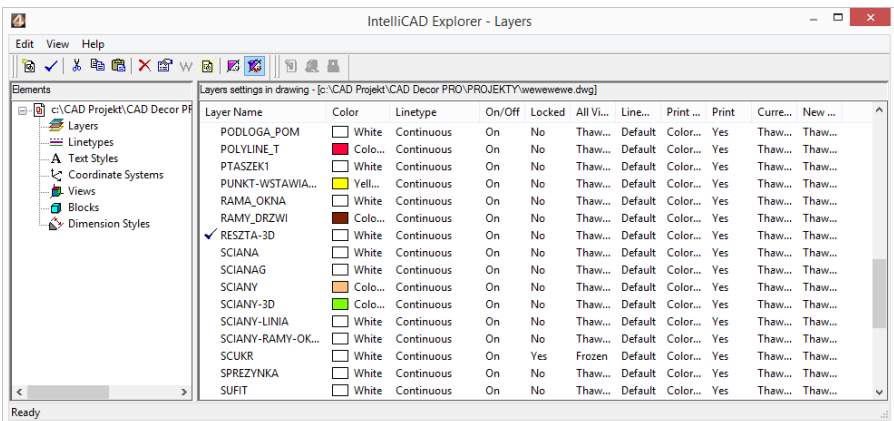 IntelliCAD Explorer - Layers
Edit View Help
Elements
c:\CAD Projekt\CAD Decor PR
Layers
Linetypes
Text Styles
Coordinate Systems
Views
Blocks
Dimension Styles
Layers settings in drawing - [c:\CAD Projekt\CAD Decor PRO\PROJEKTY\wewewewe.dwg]
Layer Name Color Linetype On/Off Locked All Vi... Line... Print ... Print Curre... New ...
PODLOGA_POM White Continuous On No Thaw... Default Color... Yes Thaw... Thaw...
POLYLINE_T Colo... Continuous On No Thaw... Default Color... Yes Thaw... Thaw...
PTASZEK1 White Continuous On No Thaw... Default Color... Yes Thaw... Thaw...
PUNKT-WSTAWIA... Yell... Continuous On No Thaw... Default Color... Yes Thaw... Thaw...
RAMA_OKNA White Continuous On No Thaw... Default Color... Yes Thaw... Thaw...
RAMY_DRZWI Colo... Continuous On No Thaw... Default Color... Yes Thaw... Thaw...
RESZTA-3D White Continuous On No Thaw... Default Color... Yes Thaw... Thaw...
SCIANA White Continuous On No Thaw... Default Color... Yes Thaw... Thaw...
SCIANAG White Continuous On No Thaw... Default Color... Yes Thaw... Thaw...
SCIANY Colo... Continuous On No Thaw... Default Color... Yes Thaw... Thaw...
SCIANY-3D Colo... Continuous On No Thaw... Default Color... Yes Thaw... Thaw...
SCIANY-LINIA White Continuous On No Thaw... Default Color... Yes Thaw... Thaw...
SCIANY-RAMY-OK... White Continuous On No Thaw... Default Color... Yes Thaw... Thaw...
SCUKR White Continuous On Yes Frozen Default Color... Yes Thaw... Thaw...
SPREZYNKA White Continuous On No Thaw... Default Color... Yes Thaw... Thaw...
SUFIT White Continuous On No Thaw... Default Color... Yes Thaw... Thaw...
Ready